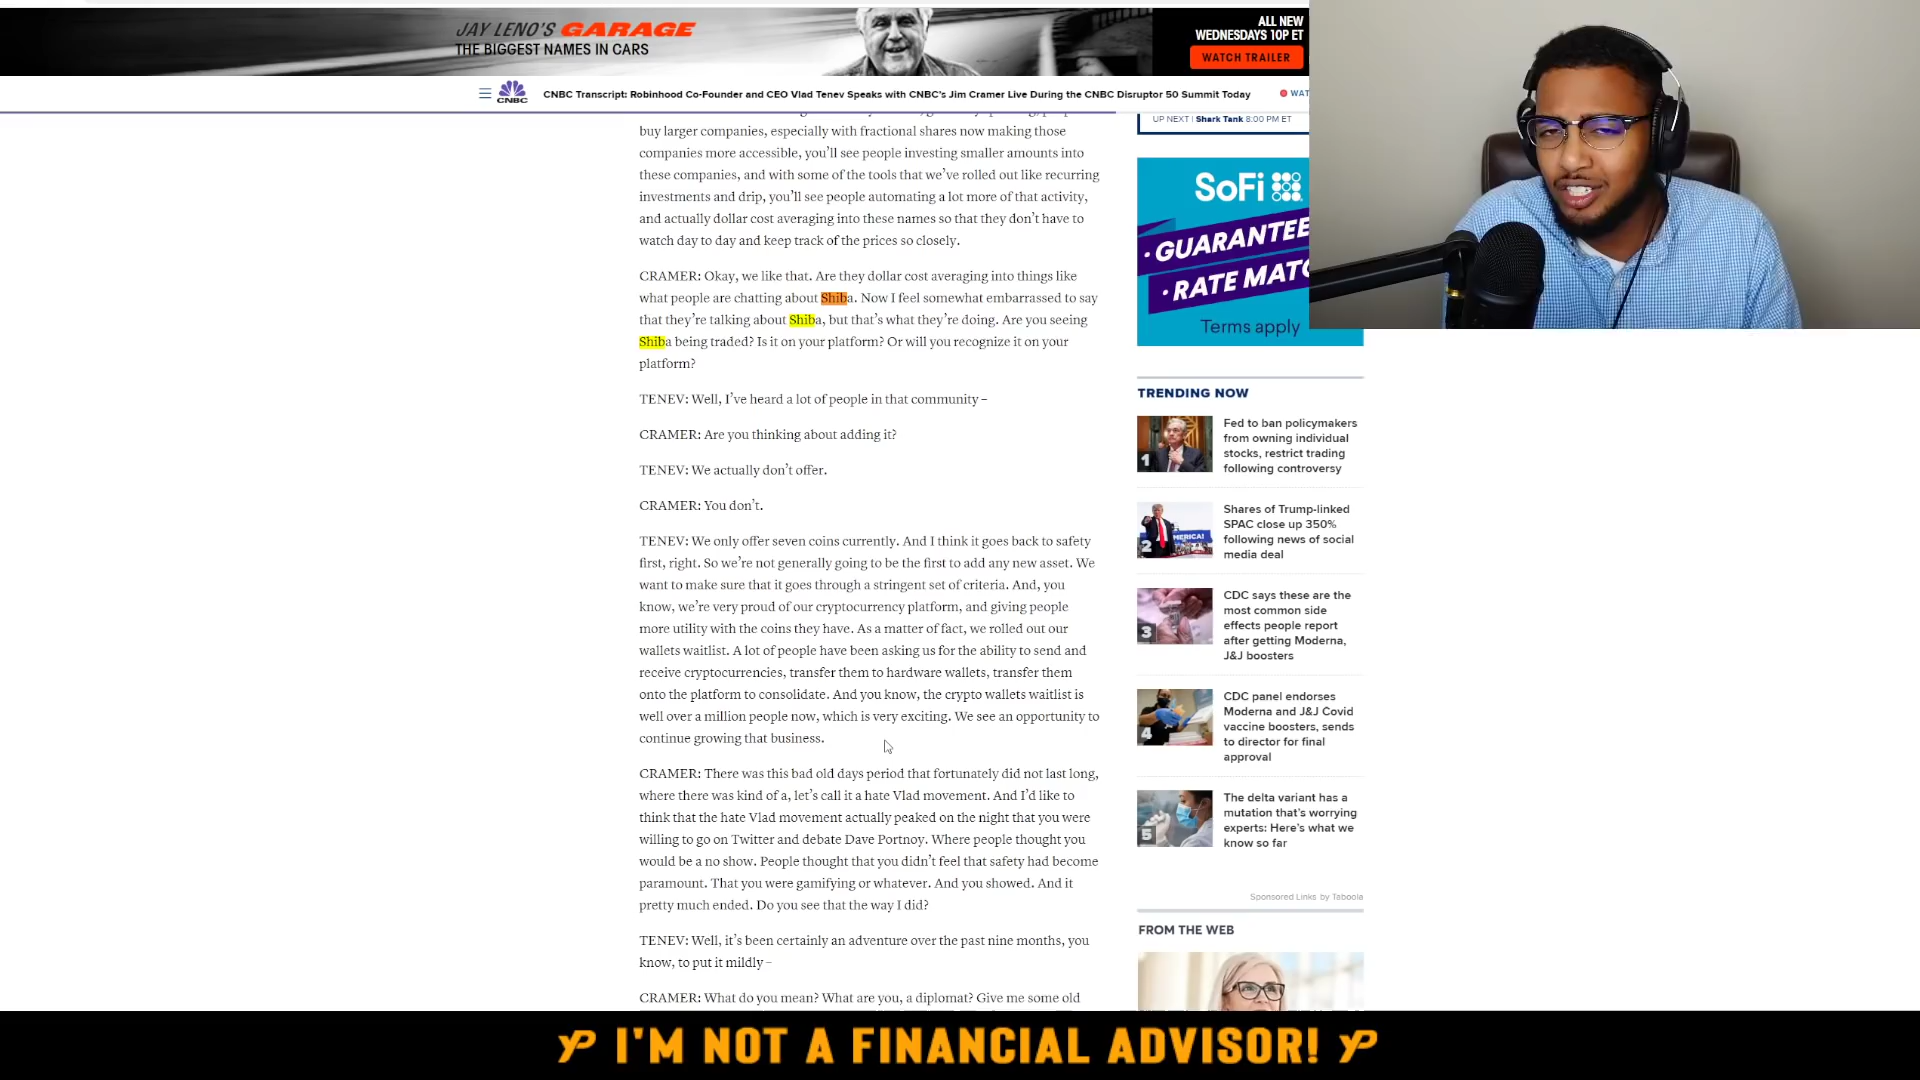 JAY LENO'S GARAGE
THE BIGGEST NAMES IN CARS
ALL NEW
WEDNESDAYS 10P ET
WATCH TRAILER
CNBC
CNBC Transcript: Robinhood Co-Founder and CEO Vlad Tenev Speaks with CNBC's Jim Cramer Live During the CNBC Disruptor 50 Summit Today
WAT
buy larger companies, especially with fractional shares now making those
companies more accessible, you'll see people investing smaller amounts into
these companies, and with some of the tools that we've rolled out like recurring
investments and drip, you'll see people automating a lot more of that activity,
and actually dollar cost averaging into these names so that they don't have to
watch day to day and keep track of the prices so closely.
CRAMER: Okay, we like that. Are they dollar cost averaging into things like
what people are chatting about Shiba. Now I feel somewhat embarrassed to say
that they're talking about Shiba, but that's what they're doing. Are you seeing
Shiba being traded? Is it on your platform? Or will you recognize it on your
platform?
TENEV: Well, I've heard a lot of people in that community –
CRAMER: Are you thinking about adding it?
TENEV: We actually don't offer.
CRAMER: You don't.
TENEV: We only offer seven coins currently. And I think it goes back to safety
first, right. So we're not generally going to be the first to add any new asset. We
want to make sure that it goes through a stringent set of criteria. And, you
know, we're very proud of our cryptocurrency platform, and giving people
more utility with the coins they have. As a matter of fact, we rolled out our
wallets waitlist. A lot of people have been asking us for the ability to send and
receive cryptocurrencies, transfer them to hardware wallets, transfer them
onto the platform to consolidate. And you know, the crypto wallets waitlist is
well over a million people now, which is very exciting. We see an opportunity to
continue growing that business.
CRAMER: There was this bad old days period that fortunately did not last long,
where there was kind of a, let's call it a hate Vlad movement. And I'd like to
think that the hate Vlad movement actually peaked on the night that you were
willing to go on Twitter and debate Dave Portnoy. Where people thought you
would be a no show. People thought that you didn't feel that safety had become
paramount. That you were gamifying or whatever. And you showed. And it
pretty much ended. Do you see that the way I did?
TENEV: Well, it's been certainly an adventure over the past nine months, you
know, to put it mildly –
CRAMER: What do you mean? What are you, a diplomat? Give me some old
UP NEXT | Shark Tank 8:00 PM ET
SoFi
· GUARANTEE
· RATE MATC
Terms apply
TRENDING NOW
1
Fed to ban policymakers
from owning individual
stocks, restrict trading
following controversy
2
MERICA!
Shares of Trump-linked
SPAC close up 350%
following news of social
media deal
3
CDC says these are the
most common side
effects people report
after getting Moderna,
J&J boosters
4
CDC panel endorses
Moderna and J&J Covid
vaccine boosters, sends
to director for final
approval
5
The delta variant has a
mutation that's worrying
experts: Here's what we
know so far
Sponsored Links by Taboola
FROM THE WEB
I'M NOT A FINANCIAL ADVISOR!